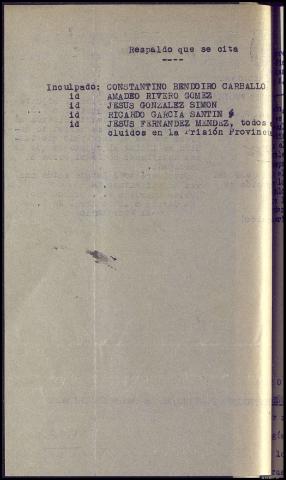 Respaldo que se cita
----
Inculpado: CONSTANTINO BENDOIRO CARBALLO
id AMADEO RIVERO GOMEZ
id JESUS GONZALEZ SIMON
id RICARDO GARCIA SANTIN
id JESUS FERNANDEZ MENDEZ, todos
cluidos en la Prisión Provinc